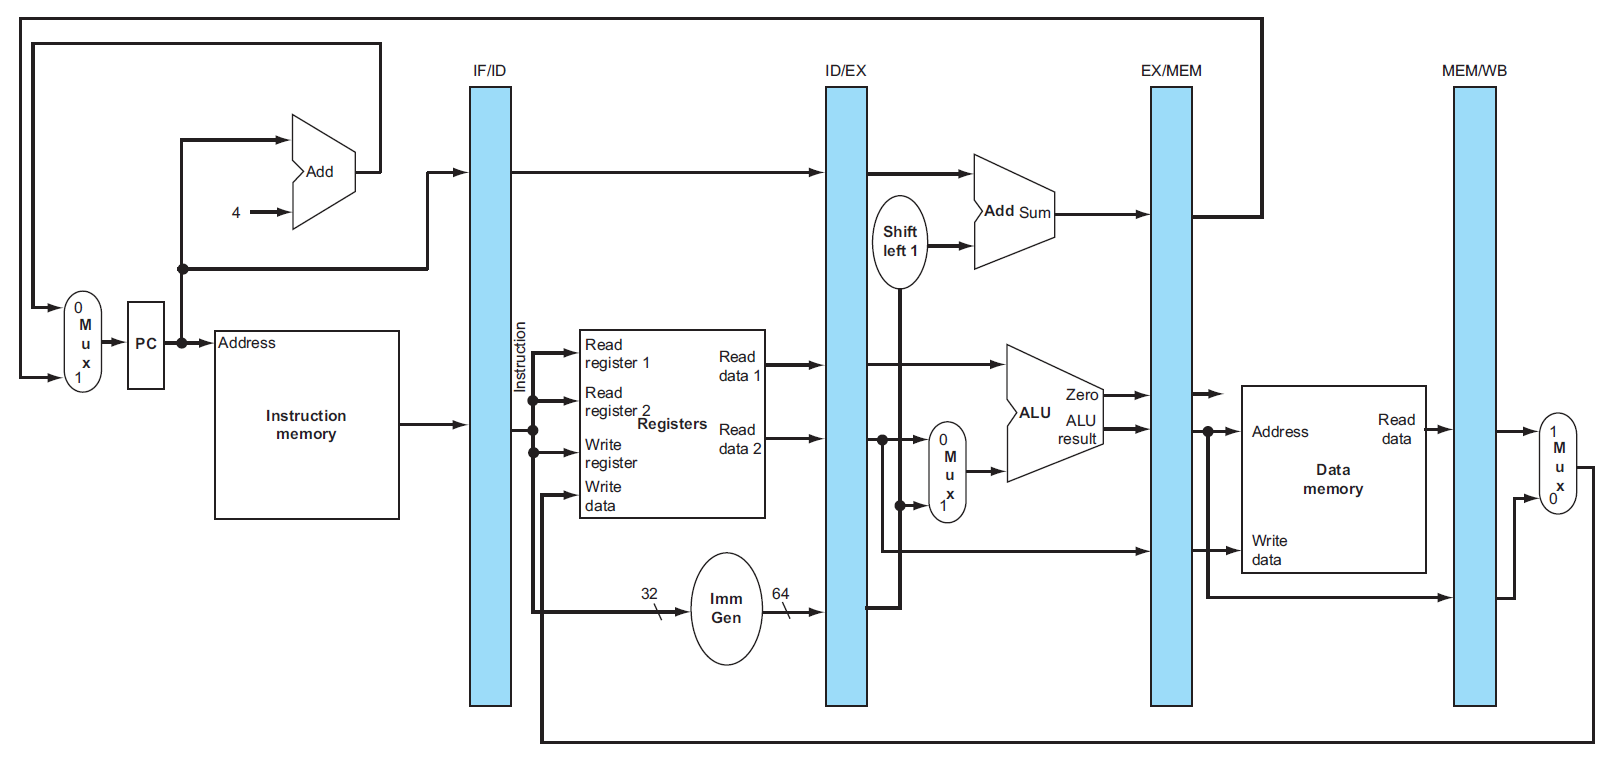 IF/ID
ID/EX
EX/MEM
MEM/WB
Add
4
Add Sum
Shift
left 1
0
M
u
x
1
PC
Address
Instruction
memory
Instruction
Read
register 1
Read
register 2
Write
register
Write
data
Registers
Read
data 1
Read
data 2
32
Imm
Gen
64
0
M
u
x
1
ALU
Zero
ALU
result
Address
Read
data
Data
memory
Write
data
1
M
u
x
0